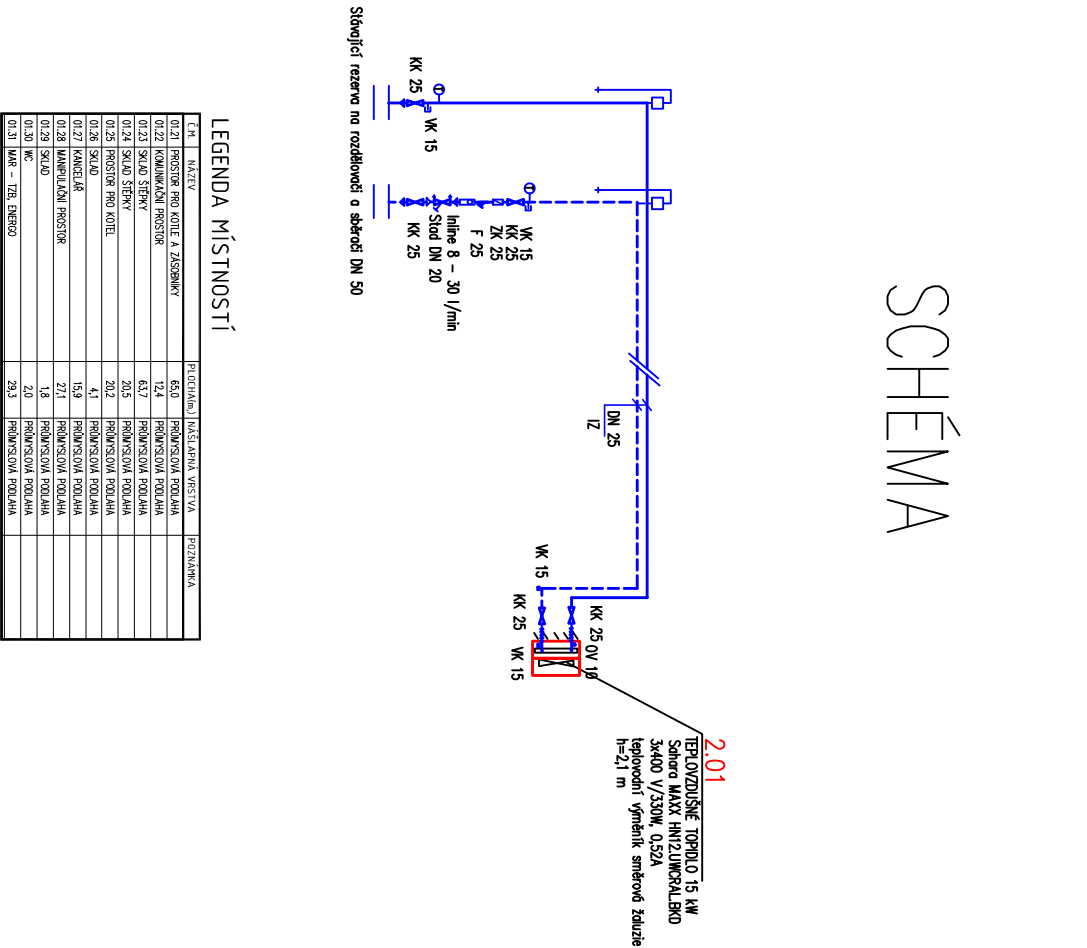 SCHÉMA
2.01
TEPLOVZDUŠNÉ TOPIDLO 15 kW
Sahara MAXX HN12.UWCRAL.BKD
3x400 V/330W, 0,52A
teplovodní výměník směrová žaluzie
h=2,1 m
DN 25
IZ
KK 25
OV 10
VK 15
KK 25
VK 15
KK 25
VK 15
T
T
VK 15
KK 25
ZK 25
F 25
Inline 8 - 30 l/min
Stad DN 20
KK 25
Stávající rezerva na rozdělovači a sběrači DN 50
LEGENDA MÍSTNOSTÍ
Č.M. NÁZEV PLOCHA(m2) NÁŠLAPNÁ VRSTVA POZNÁMKA
01.21 PROSTOR PRO KOTLE A ZÁSOBNÍKY 65,0 PRŮMYSLOVÁ PODLAHA
01.22 KOMUNIKAČNÍ PROSTOR 12,4 PRŮMYSLOVÁ PODLAHA
01.23 SKLAD ŠTĚPKY 63,7 PRŮMYSLOVÁ PODLAHA
01.24 SKLAD ŠTĚPKY 20,5 PRŮMYSLOVÁ PODLAHA
01.25 PROSTOR PRO KOTEL 20,2 PRŮMYSLOVÁ PODLAHA
01.26 SKLAD 4,1 PRŮMYSLOVÁ PODLAHA
01.27 KANCELÁŘ 15,9 PRŮMYSLOVÁ PODLAHA
01.28 MANIPULAČNÍ PROSTOR 27,1 PRŮMYSLOVÁ PODLAHA
01.29 SKLAD 1,8 PRŮMYSLOVÁ PODLAHA
01.30 WC 2,0 PRŮMYSLOVÁ PODLAHA
01.31 MAR - TZB, ENERGO 29,3 PRŮMYSLOVÁ PODLAHA